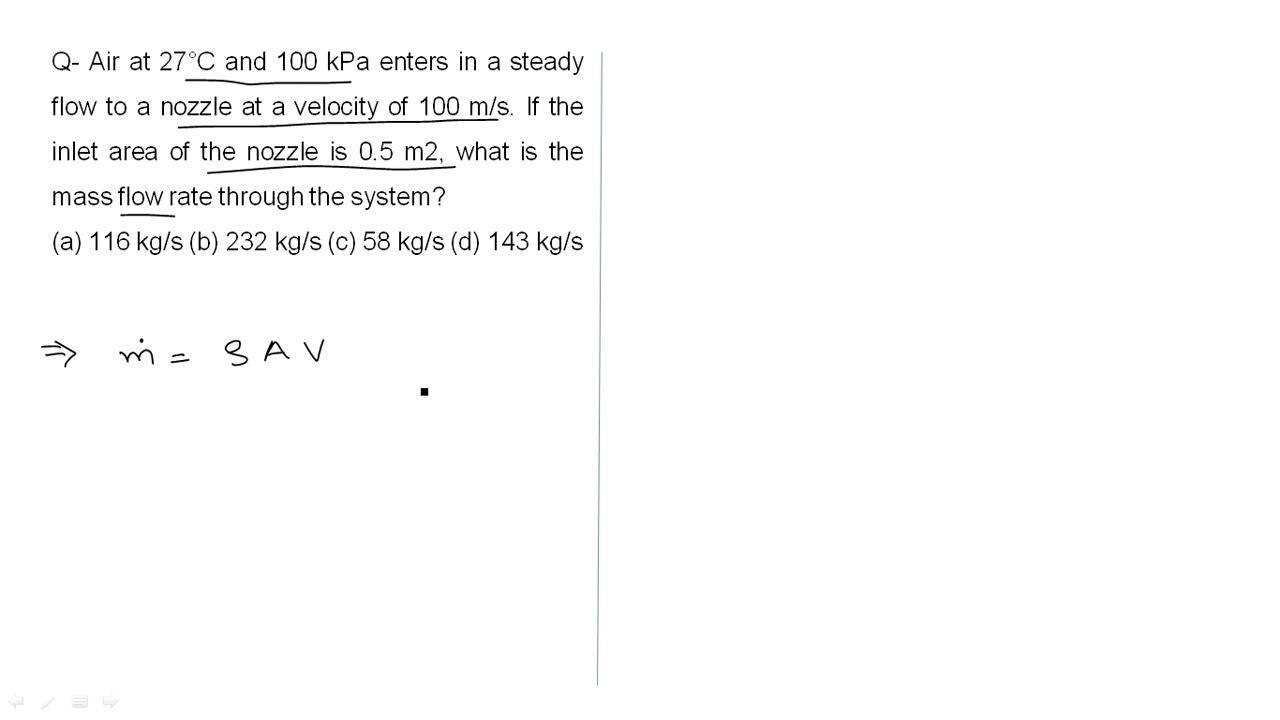 Q- Air at 27°C and 100 kPa enters in a steady
flow to a nozzle at a velocity of 100 m/s. If the
inlet area of the nozzle is 0.5 m2, what is the
mass flow rate through the system?
(a) 116 kg/s (b) 232 kg/s (c) 58 kg/s (d) 143 kg/s
⇒ ṁ = ρ A V